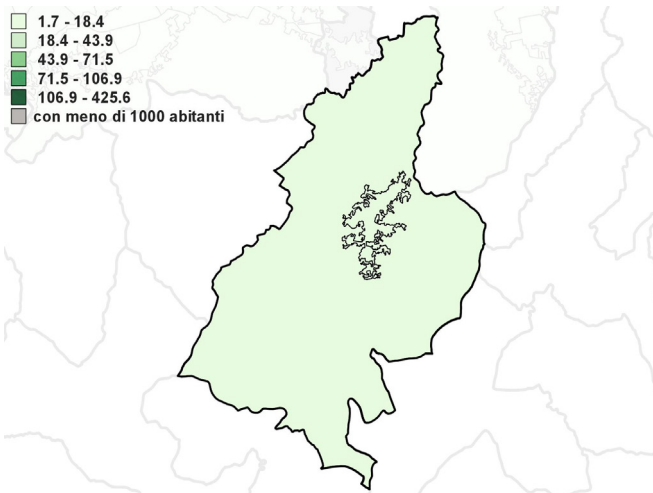 1.7 - 18.4
18.4 - 43.9
43.9 - 71.5
71.5 - 106.9
106.9 - 425.6
con meno di 1000 abitanti